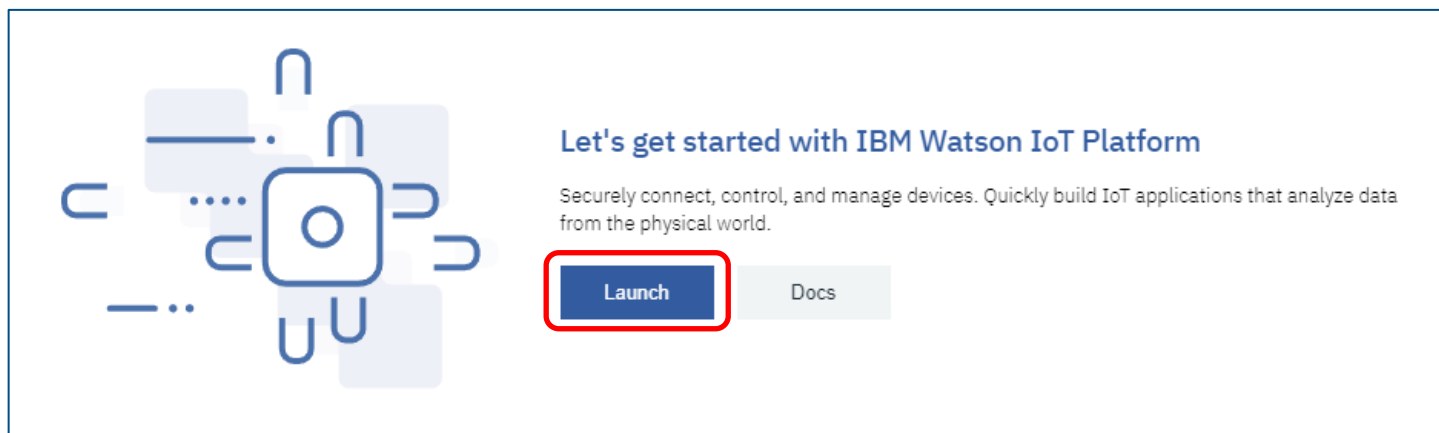 Let's get started with IBM Watson IoT Platform
Securely connect, control, and manage devices. Quickly build IoT applications that analyze data
from the physical world.
Launch
Docs